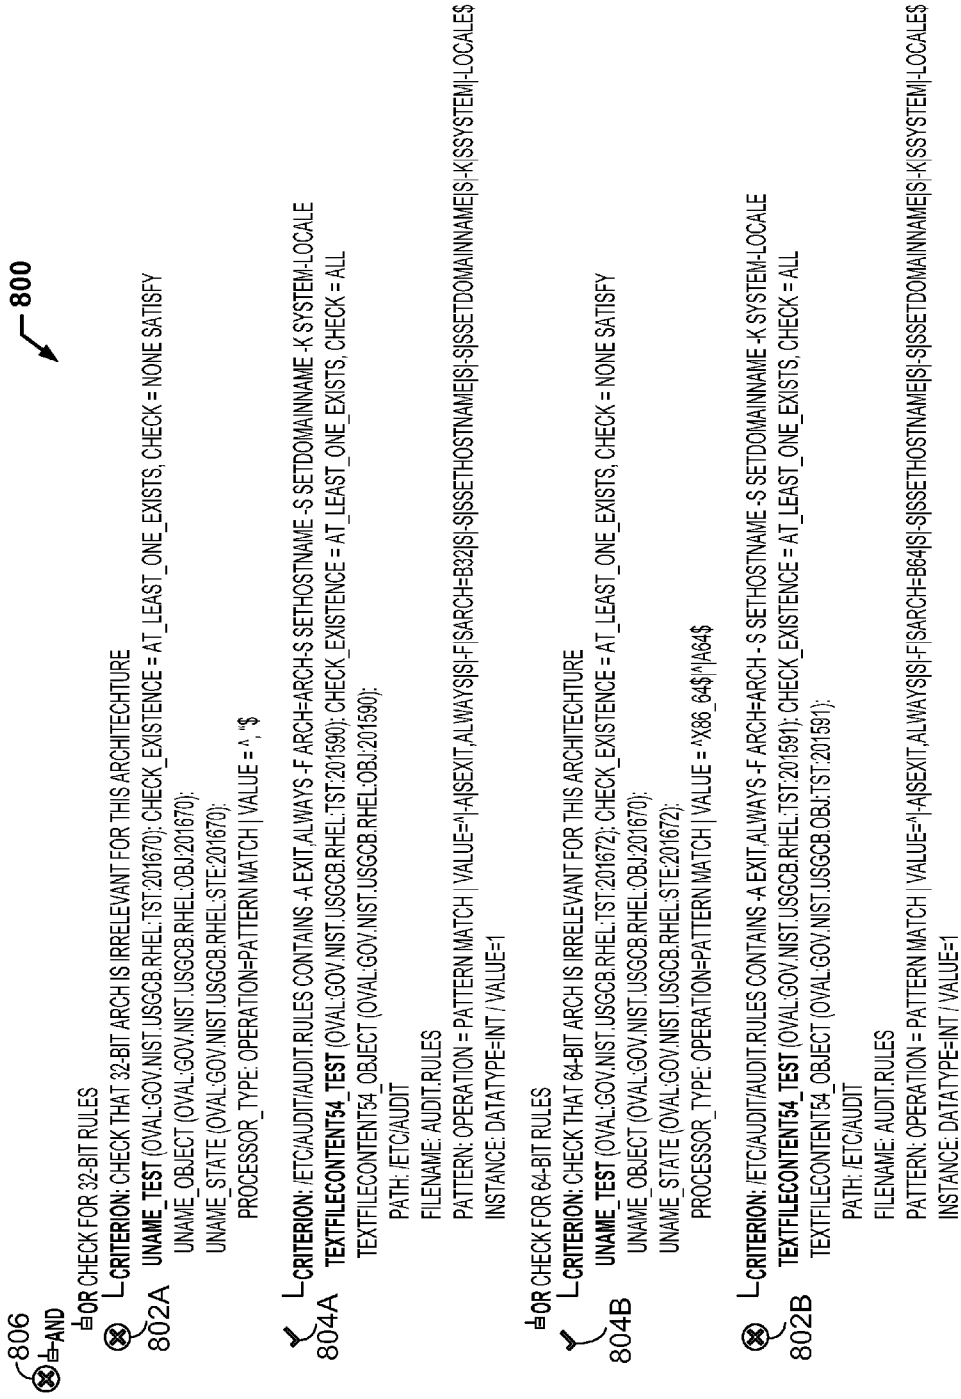 800
806
AND
OR CHECK FOR 32-BIT RULES
CRITERION: CHECK THAT 32-BIT ARCH IS IRRELEVANT FOR THIS ARCHITECHTURE
802A
UNAME_TEST (OVAL:GOV.NIST.USGCB.RHEL:TST:201670); CHECK_EXISTENCE = AT_LEAST_ONE_EXISTS, CHECK = NONE SATISFY
UNAME_OBJECT (OVAL:GOV.NIST.USGCB.RHEL:OBJ:201670);
UNAME_STATE (OVAL:GOV.NIST.USGCB.RHEL:STE:201670);
PROCESSOR_TYPE: OPERATION=PATTERN MATCH | VALUE = ^, "$
CRITERION: /ETC/AUDIT/AUDIT.RULES CONTAINS -A EXIT,ALWAYS -F ARCH=ARCH-S SETHOSTNAME -S SETDOMAINNAME -K SYSTEM-LOCALE
804A
TEXTFILECONTENT54_TEST (OVAL:GOV.NIST.USGCB.RHEL:TST:201590); CHECK_EXISTENCE = AT_LEAST_ONE_EXISTS, CHECK = ALL
TEXTFILECONTENT54_OBJECT (OVAL:GOV.NIST.USGCB.RHEL:OBJ:201590);
PATH: /ETC/AUDIT
FILENAME: AUDIT.RULES
PATTERN: OPERATION = PATTERN MATCH | VALUE=^|-A|SEXIT,ALWAYS|S|-F|SARCH=B32|S|-S|SSETHOSTNAME|S|-S|SSETDOMAINNAME|S|-K|SSYSTEM|-LOCALE$
INSTANCE: DATATYPE=INT / VALUE=1
OR CHECK FOR 64-BIT RULES
CRITERION: CHECK THAT 64-BIT ARCH IS IRRELEVANT FOR THIS ARCHITECTURE
804B
UNAME_TEST (OVAL:GOV.NIST.USGCB.RHEL:TST:201672); CHECK_EXISTENCE = AT_LEAST_ONE_EXISTS, CHECK = NONE SATISFY
UNAME_OBJECT (OVAL:GOV.NIST.USGCB.RHEL:OBJ:201670);
UNAME_STATE (OVAL:GOV.NIST.USGCB.RHEL:STE:201672);
PROCESSOR_TYPE: OPERATION=PATTERN MATCH | VALUE = ^X86_64$|^|A64$
CRITERION: /ETC/AUDIT/AUDIT.RULES CONTAINS -A EXIT,ALWAYS -F ARCH=ARCH - S SETHOSTNAME -S SETDOMAINNAME -K SYSTEM-LOCALE
802B
TEXTFILECONTENT54_TEST (OVAL:GOV.NIST.USGCB.RHEL:TST:201591); CHECK_EXISTENCE = AT_LEAST_ONE_EXISTS, CHECK = ALL
TEXTFILECONTENT54_OBJECT (OVAL:GOV.NIST.USGCB.OBJ:TST:201591);
PATH: /ETC/AUDIT
FILENAME: AUDIT.RULES
PATTERN: OPERATION = PATTERN MATCH | VALUE=^|-A|SEXIT,ALWAYS|S|-F|SARCH=B64|S|-S|SSETHOSTNAME|S|-S|SSETDOMAINNAME|S|-K|SSYSTEM|-LOCALE$
INSTANCE: DATATYPE=INT / VALUE=1